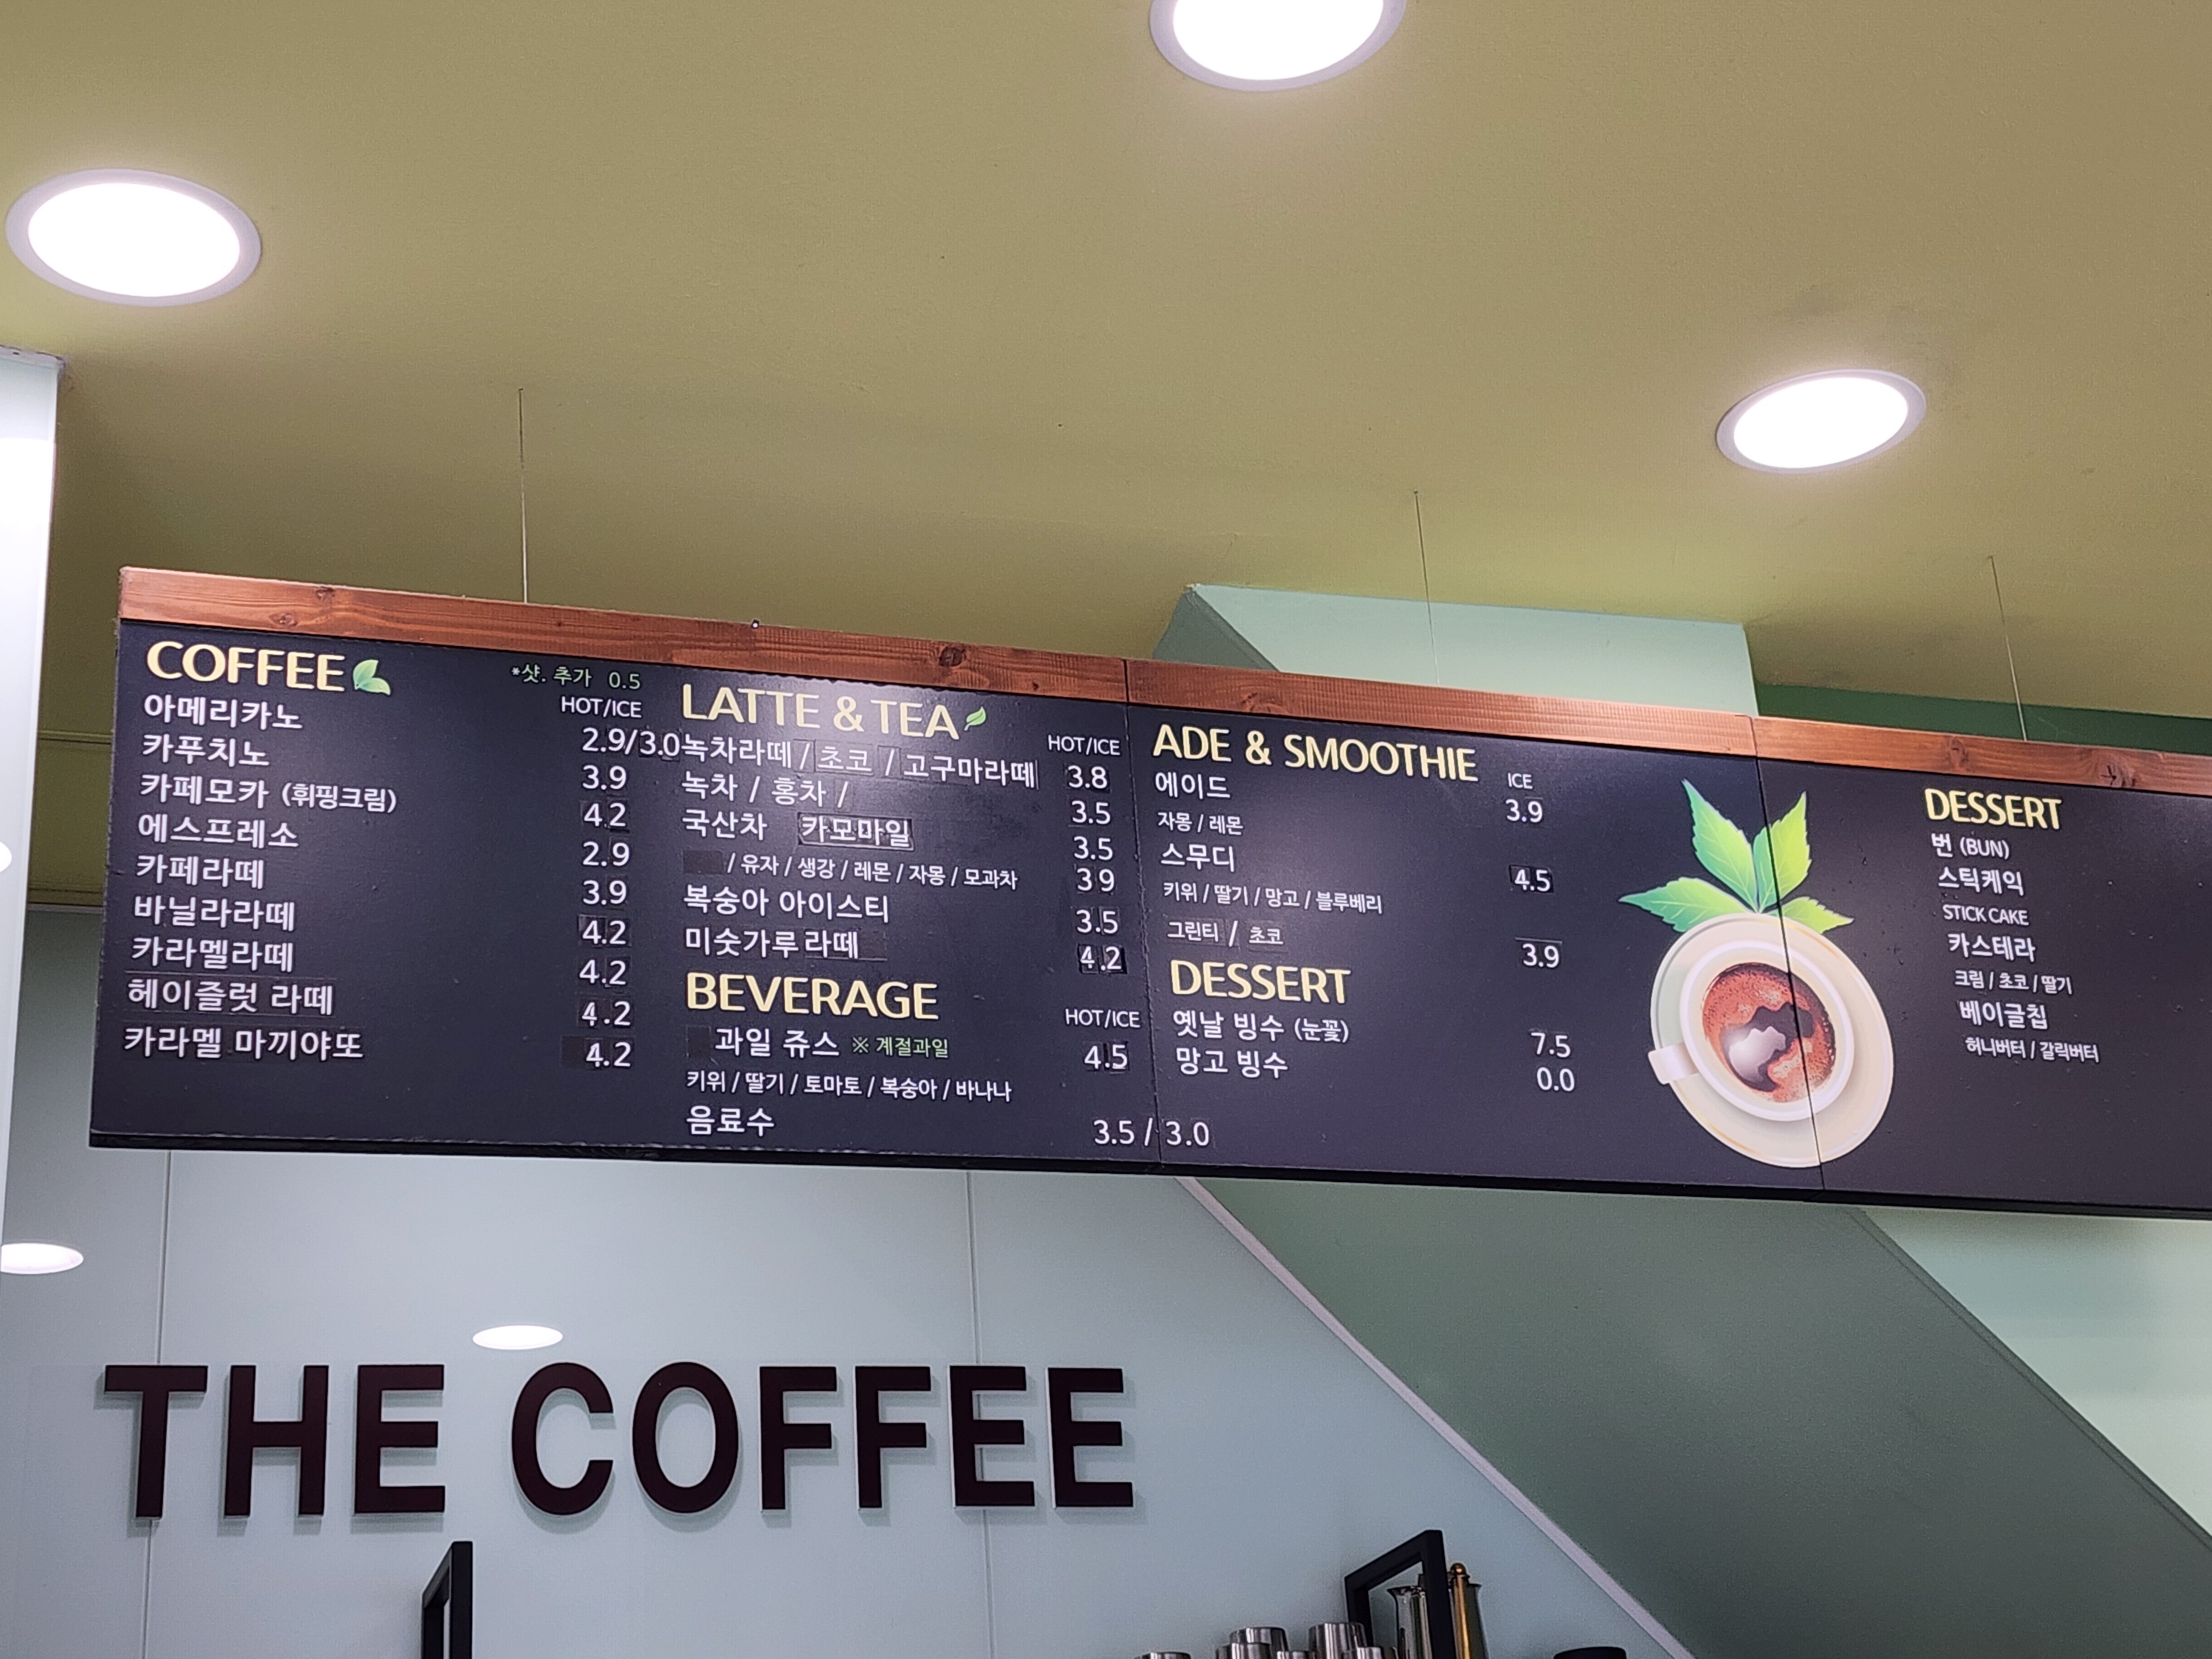 COFFEE *샷. 추가 0.5
HOT/ICE
아메리카노 2.9/3.0
카푸치노 3.9
카페모카 (휘핑크림) 4.2
에스프레소 2.9
카페라떼 3.9
바닐라라떼 4.2
카라멜라떼 4.2
헤이즐럿 라떼 4.2
카라멜 마끼야또 4.2
LATTE & TEA
HOT/ICE
녹차라떼 / 초코 / 고구마라떼 3.8
녹차 / 홍차 / 3.5
국산차 카모마일 3.5
/ 유자 / 생강 / 레몬 / 자몽 / 모과차 3 9
복숭아 아이스티 3.5
미숫가루 라떼 4.2
BEVERAGE
HOT/ICE
과일 쥬스 ※ 계절과일 4.5
키위 / 딸기 / 토마토 / 복숭아 / 바나나
음료수 3.5 / 3.0
ADE & SMOOTHIE
ICE
에이드 3.9
자몽 / 레몬
스무디 4.5
키위 / 딸기 / 망고 / 블루베리
그린티 / 초코 3.9
DESSERT
옛날 빙수 (눈꽃) 7.5
망고 빙수 0.0
DESSERT
번 (BUN)
스틱케익
STICK CAKE
카스테라
크림 / 초코 / 딸기
베이글칩
허니버터 / 갈릭버터
THE COFFEE